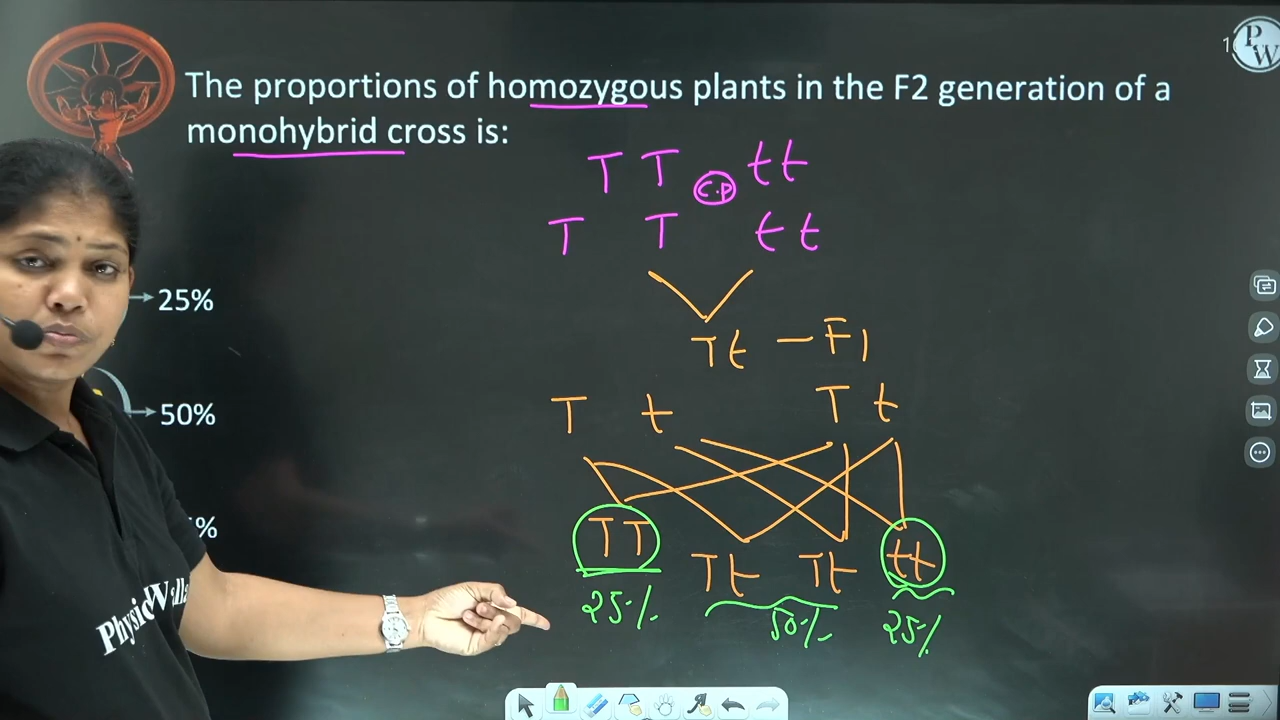 PW
The proportions of homozygous plants in the F2 generation of a
monohybrid cross is:
T T C.P tt
T T t t
25%
Tt — F1
50%
T t T t
%
TT Tt Tt tt
25% 50% 25%